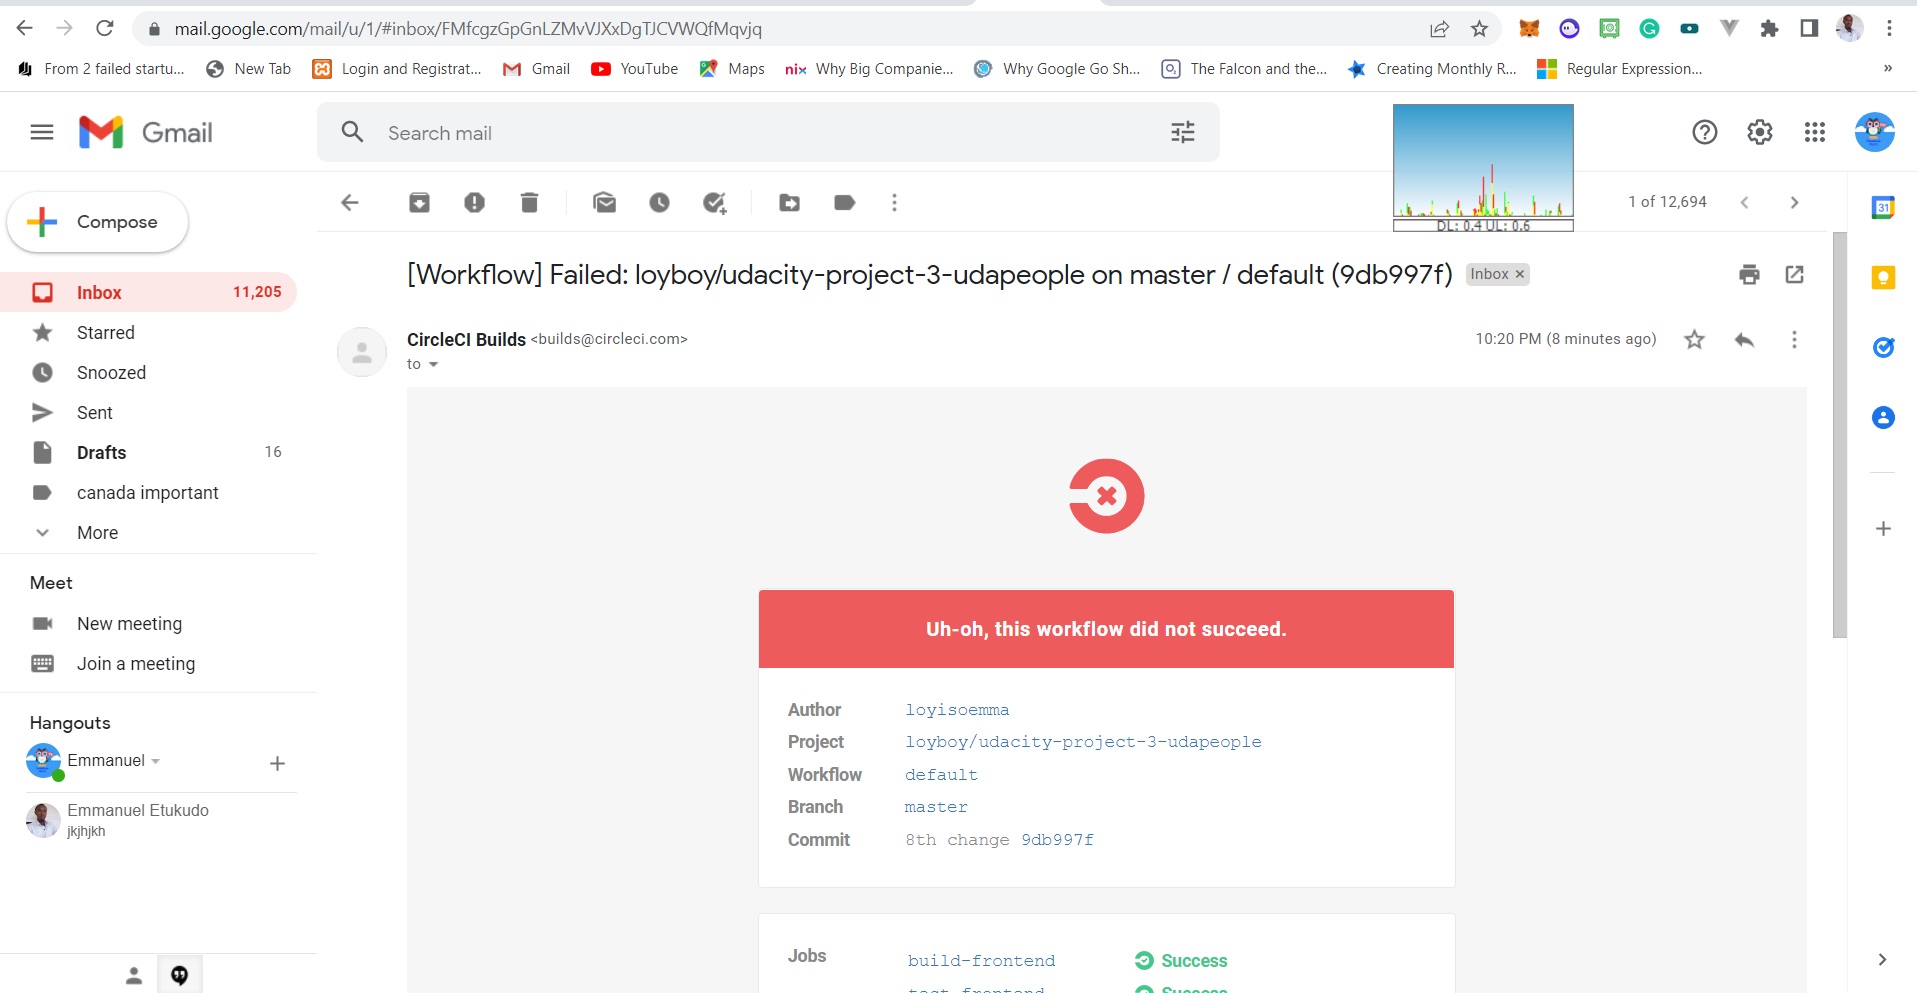 mail.google.com/mail/u/1/#inbox/FMfcgzGpGnLZMvVJXxDgTJCVWQfMqvjq
From 2 failed startu...
New Tab
Login and Registrat...
Gmail
YouTube
Maps
nix Why Big Companie...
Why Google Go Sh...
The Falcon and the...
Creating Monthly R...
Regular Expression...
»
Gmail
Search mail
DL: 0.4 UL: 0.6
1 of 12,694
31
Compose
Inbox 11,205
Starred
Snoozed
Sent
Drafts 16
canada important
More
Meet
New meeting
Join a meeting
Hangouts
Emmanuel
Emmanuel Etukudo
jkjhjkh
[Workflow] Failed: loyboy/udacity-project-3-udapeople on master / default (9db997f) Inbox ×
CircleCI Builds <builds@circleci.com> 10:20 PM (8 minutes ago)
to
Uh-oh, this workflow did not succeed.
Author loyisoemma
Project loyboy/udacity-project-3-udapeople
Workflow default
Branch master
Commit 8th change 9db997f
Jobs build-frontend Success
test-frontend Success